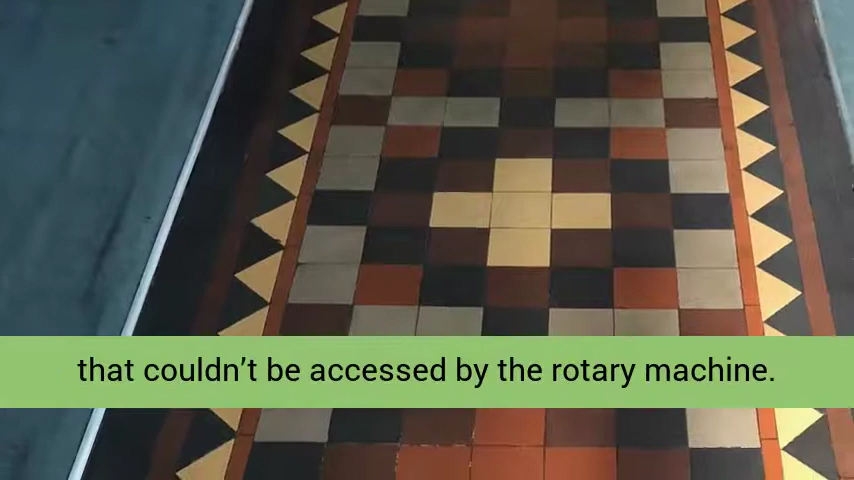 that couldn’t be accessed by the rotary machine.